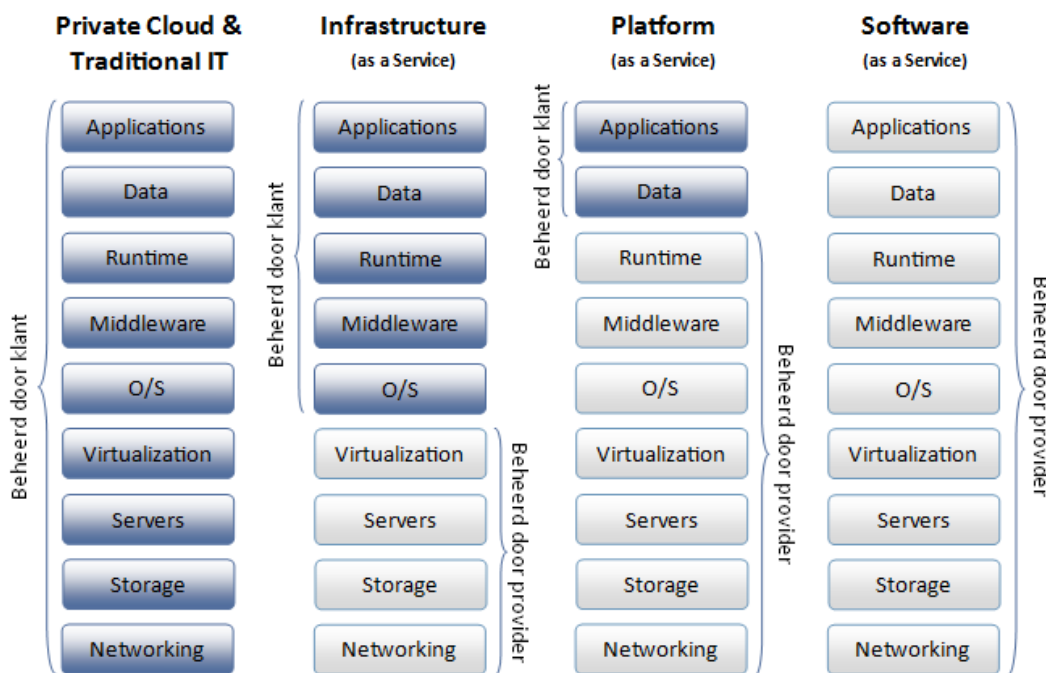 Private Cloud &
Traditional IT
Beheerd door klant
Applications
Data
Runtime
Middleware
O/S
Virtualization
Servers
Storage
Networking
Infrastructure
(as a Service)
Beheerd door klant
Applications
Data
Runtime
Middleware
O/S
Virtualization
Servers
Storage
Networking
Beheerd door provider
Platform
(as a Service)
Beheerd door klant
Applications
Data
Runtime
Middleware
O/S
Virtualization
Servers
Storage
Networking
Beheerd door provider
Software
(as a Service)
Applications
Data
Runtime
Middleware
O/S
Virtualization
Servers
Storage
Networking
Beheerd door provider